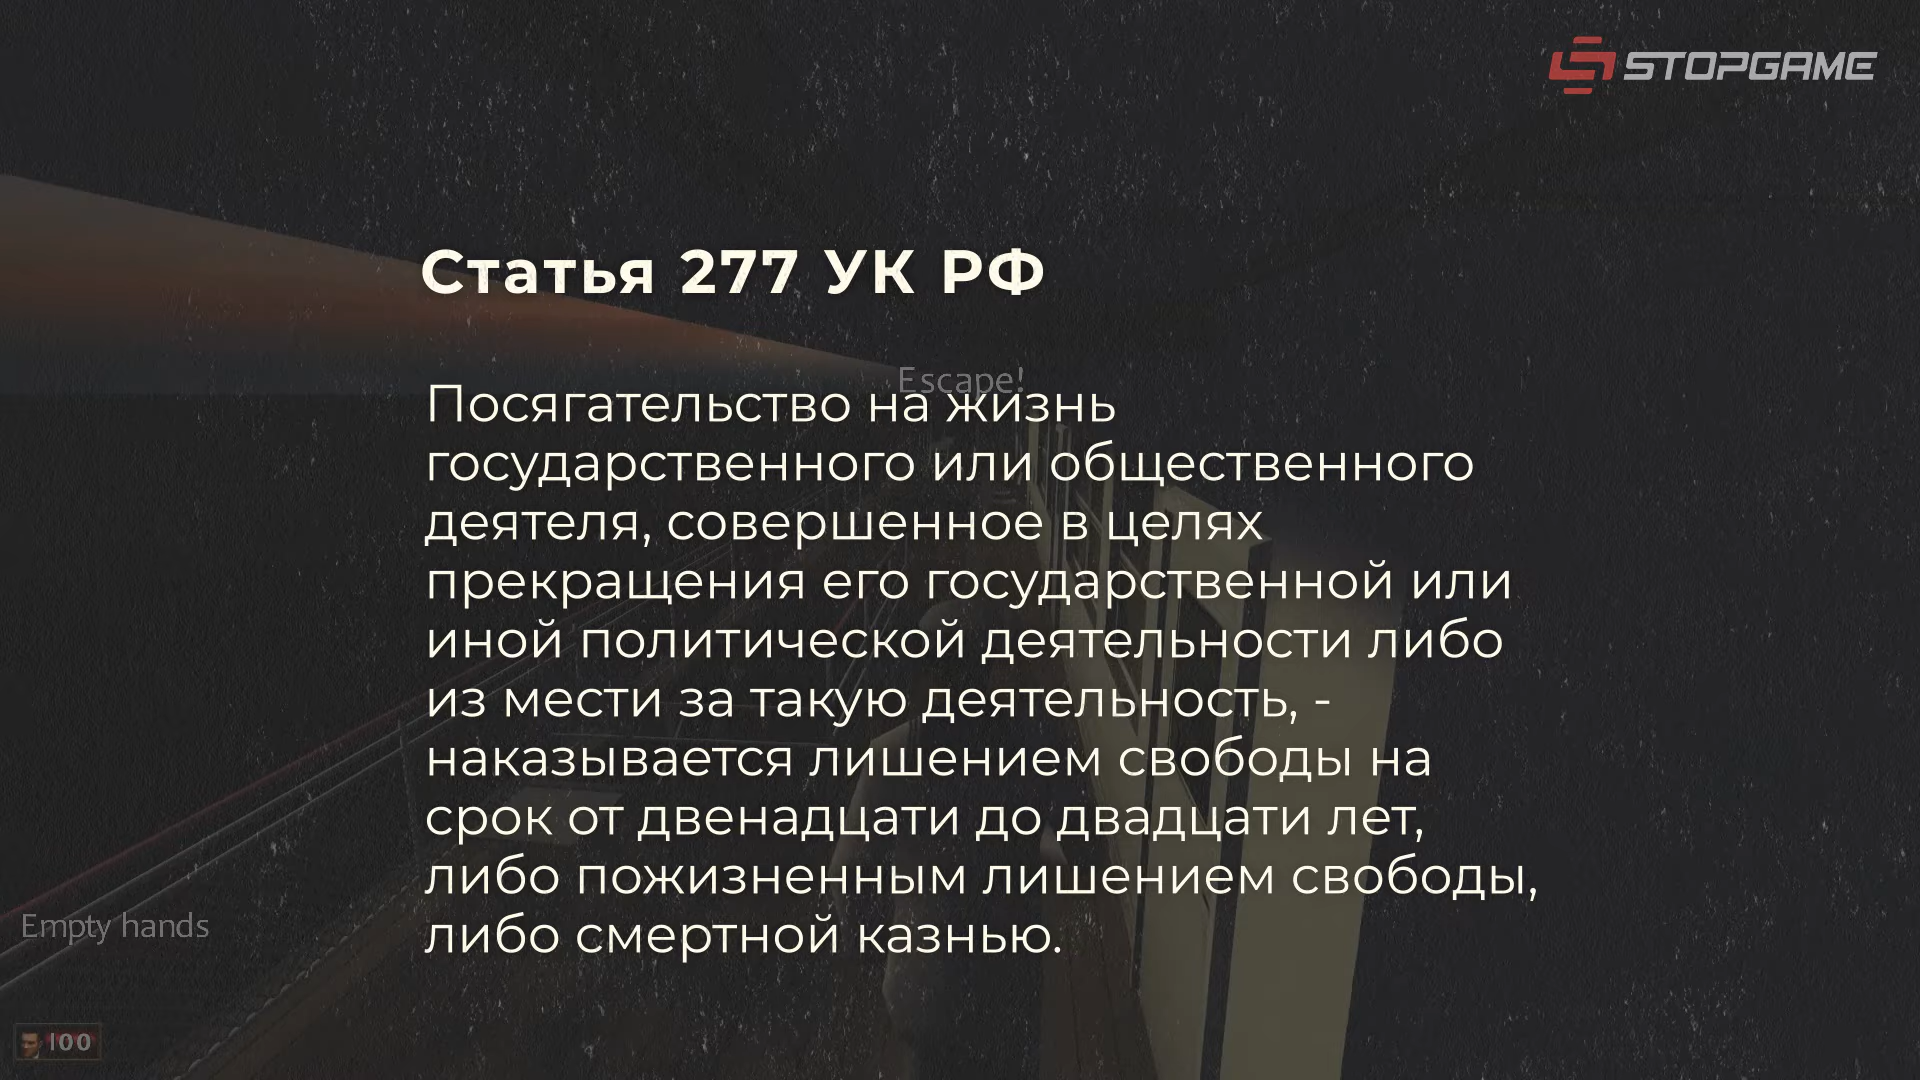 STOPGAME
Статья 277 УК РФ
Escape!
Посягательство на жизнь
государственного или общественного
деятеля, совершенное в целях
прекращения его государственной или
иной политической деятельности либо
из мести за такую деятельность, -
наказывается лишением свободы на
срок от двенадцати до двадцати лет,
либо пожизненным лишением свободы,
либо смертной казнью.
Empty hands
100